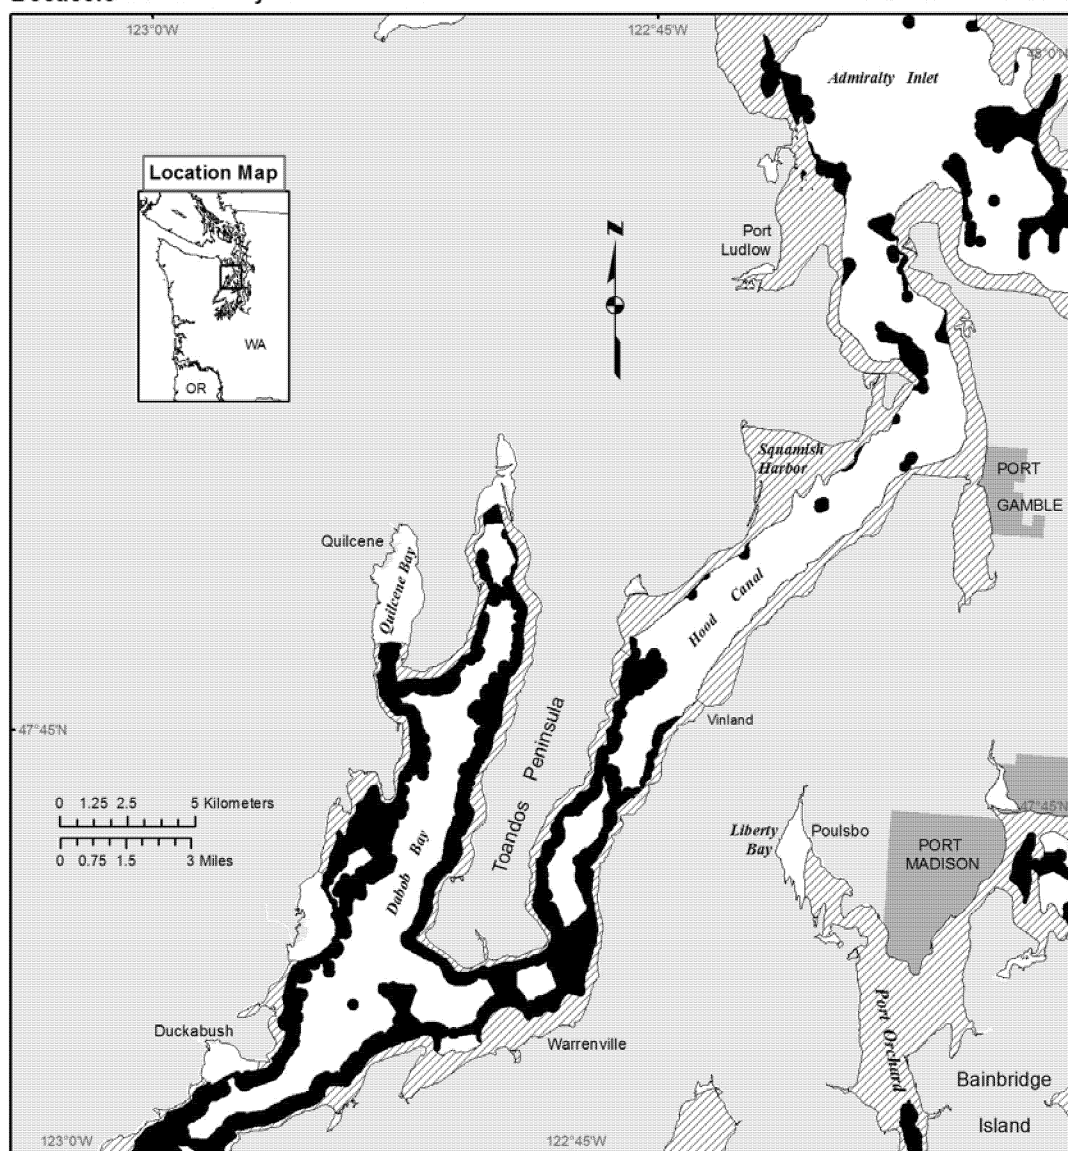 123°0'W
122°45'W
48°0'N
Admiralty Inlet
Location Map
WA
OR
N
Port
Ludlow
Squamish
Harbor
PORT
GAMBLE
Quilcene
Quilcene Bay
Hood Canal
Vinland
47°45'N
Toandos Peninsula
0 1.25 2.5 5 Kilometers
0 0.75 1.5 3 Miles
Dabob Bay
47°45'N
Liberty
Bay
Poulsbo
PORT
MADISON
Port Orchard
Duckabush
Warrenville
Bainbridge
Island
123°0'W
122°45'W